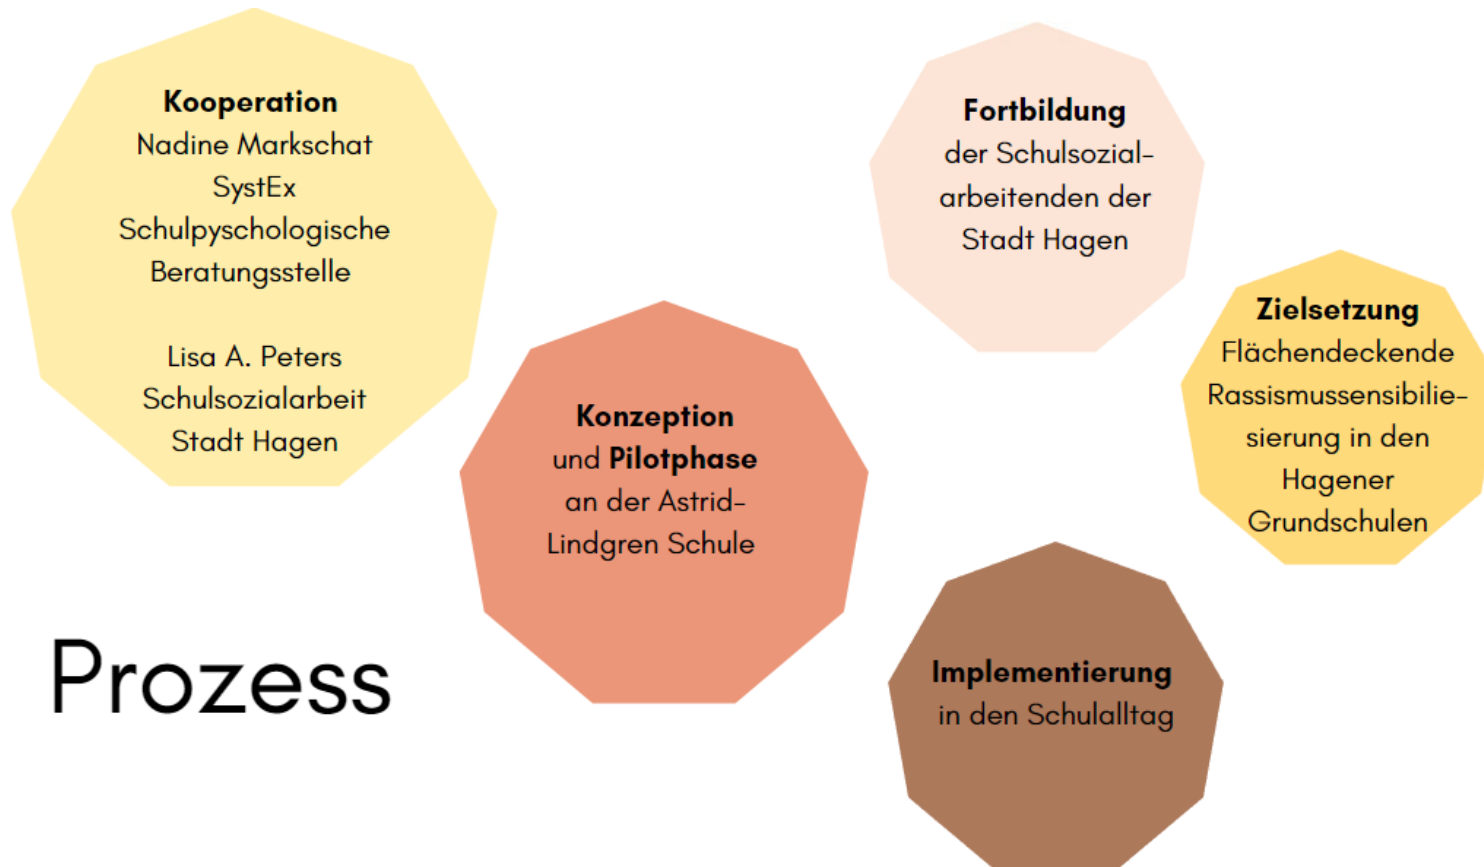 Kooperation
Nadine Markschat
SystEx
Schulpyschologische
Beratungsstelle
Lisa A. Peters
Schulsozialarbeit
Stadt Hagen
Konzeption
und Pilotphase
an der Astrid-
Lindgren Schule
Fortbildung
der Schulsozial-
arbeitenden der
Stadt Hagen
Zielsetzung
Flächendeckende
Rassismussensibilie-
sierung in den
Hagener
Grundschulen
Implementierung
in den Schulalltag
Prozess